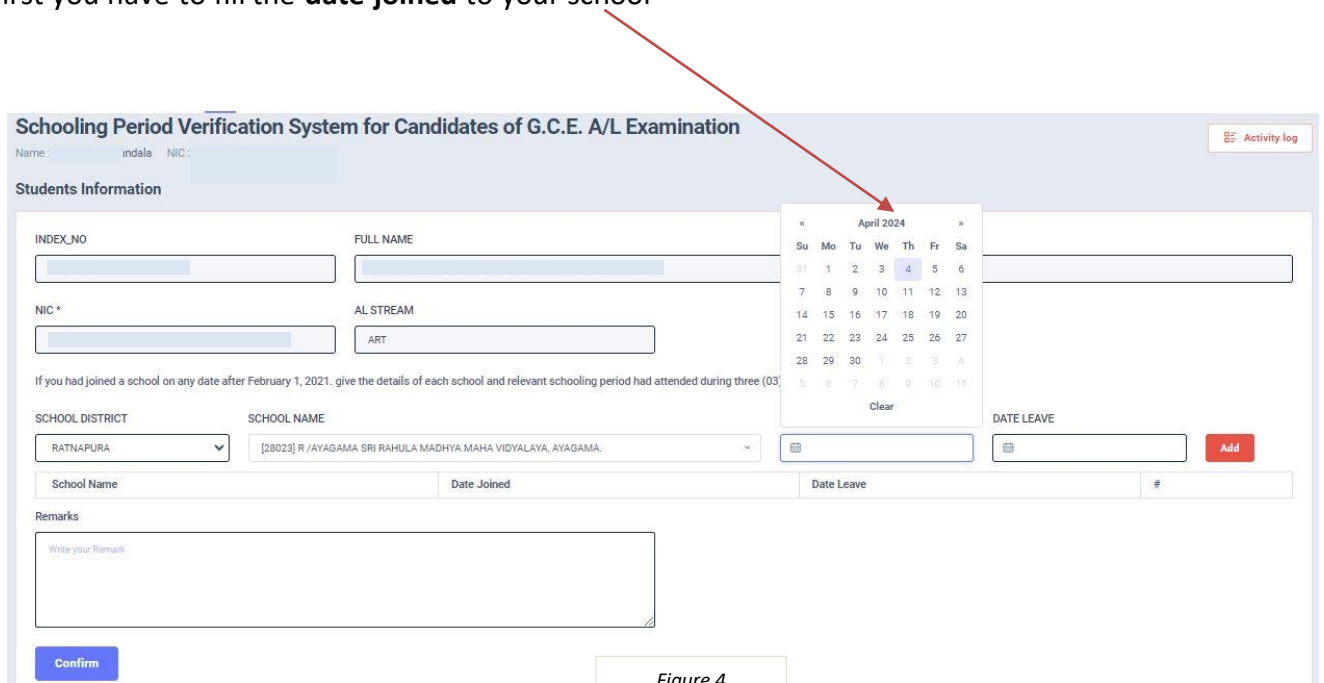 you have to fill the date joined to your school
Schooling Period Verification System for Candidates of G.C.E. A/L Examination
Activity log
Name: indala NIC:
Students Information
« April 2024 »
INDEX_NO FULL NAME
Su Mo Tu We Th Fr Sa
31 1 2 3 4 5 6
7 8 9 10 11 12 13
NIC * AL STREAM
14 15 16 17 18 19 20
ART
21 22 23 24 25 26 27
28 29 30 1 2 3 4
If you had joined a school on any date after February 1, 2021. give the details of each school and relevant schooling period had attended during three (03)
5 6 7 8 9 10 11
Clear
SCHOOL DISTRICT SCHOOL NAME DATE LEAVE
RATNAPURA [28023] R /AYAGAMA SRI RAHULA MADHYA MAHA VIDYALAYA, AYAGAMA. Add
School Name Date Joined Date Leave #
Remarks
Write your Remark
Confirm
Figure 4